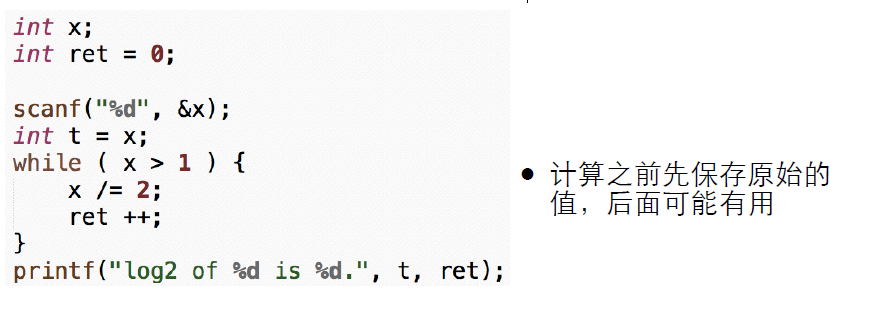 int x;
int ret = 0;
scanf("%d", &x);
int t = x;
while ( x > 1 ) {
x /= 2;
ret ++;
}
printf("log2 of %d is %d.", t, ret);
• 计算之前先保存原始的
值，后面可能有用